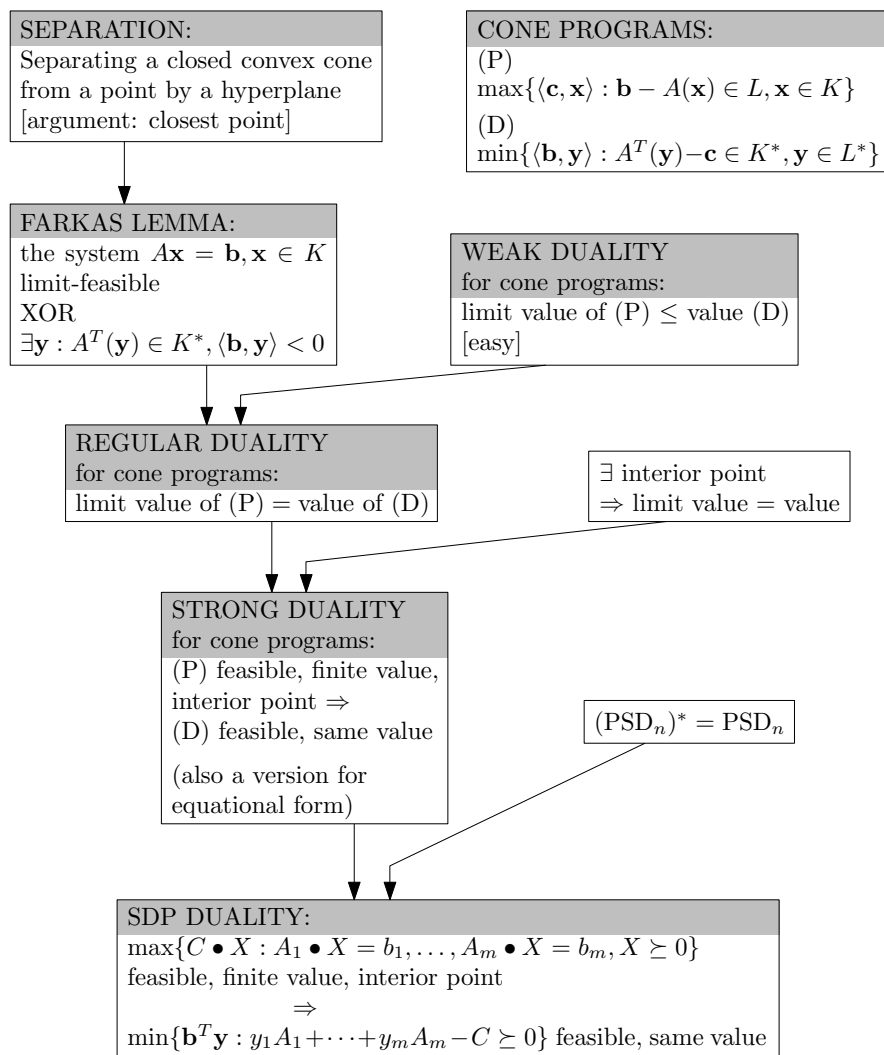 SEPARATION:
Separating a closed convex cone
from a point by a hyperplane
[argument: closest point]
CONE PROGRAMS:
(P)
max{⟨c, x⟩ : b − A(x) ∈ L, x ∈ K}
(D)
min{⟨b, y⟩ : A^T(y)−c ∈ K*, y ∈ L*}
FARKAS LEMMA:
the system Ax = b, x ∈ K
limit-feasible
XOR
∃y : A^T(y) ∈ K*, ⟨b, y⟩ < 0
WEAK DUALITY
for cone programs:
limit value of (P) ≤ value (D)
[easy]
REGULAR DUALITY
for cone programs:
limit value of (P) = value of (D)
∃ interior point
⇒ limit value = value
STRONG DUALITY
for cone programs:
(P) feasible, finite value,
interior point ⇒
(D) feasible, same value
(also a version for
equational form)
(PSD_n)* = PSD_n
SDP DUALITY:
max{C • X : A_1 • X = b_1, . . . , A_m • X = b_m, X ⪰ 0}
feasible, finite value, interior point
⇒
min{b^T y : y_1 A_1 + · · · + y_m A_m − C ⪰ 0} feasible, same value